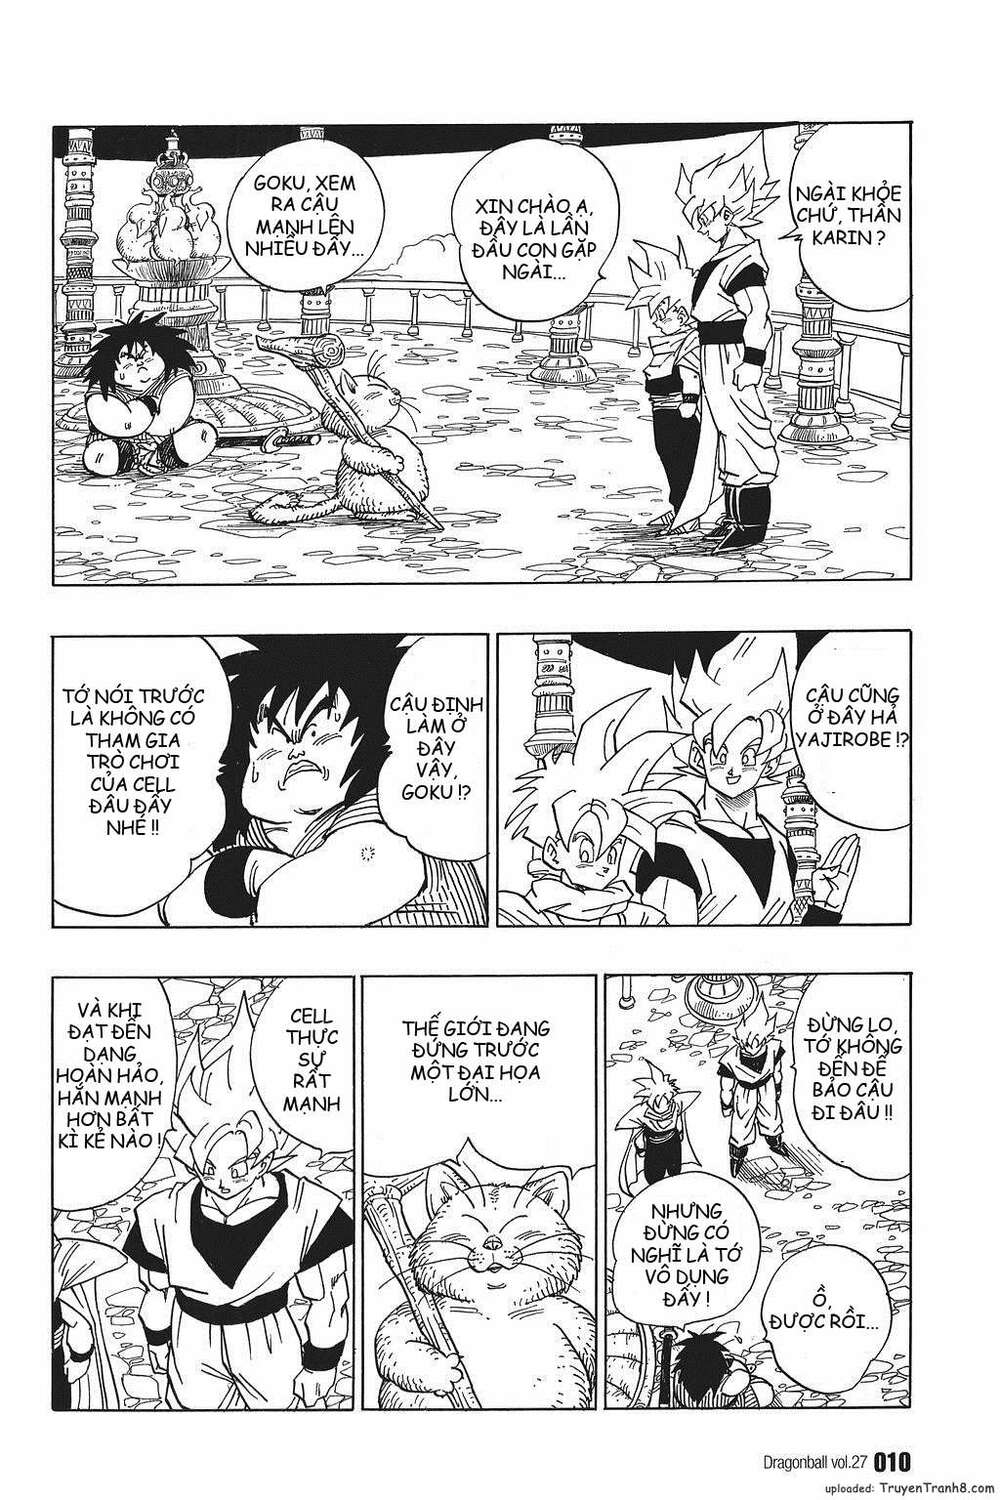 NGÀI KHỎE
CHỨ, THẦN
KARIN ?
XIN CHÀO Ạ,
ĐÂY LÀ LẦN
ĐẦU CON GẶP
NGÀI...
GOKU, XEM
RA CẬU
MẠNH LÊN
NHIỀU ĐẤY...
CẬU CŨNG
Ở ĐÂY HẢ
YAJIROBE !?
CẬU ĐỊNH
LÀM Ở
ĐÂY
VẬY,
GOKU !?
TỚ NÓI TRƯỚC
LÀ KHÔNG CÓ
THAM GIA
TRÒ CHƠI
CỦA CELL
ĐÂU ĐẤY
NHÉ !!
ĐỪNG LO,
TỚ KHÔNG
ĐẾN ĐỂ
BẢO CẬU
ĐI ĐÂU !!
NHƯNG
ĐỪNG CÓ
NGHĨ LÀ TỚ
VÔ DỤNG
ĐẤY !
Ồ,
ĐƯỢC RỒI...
THẾ GIỚI ĐANG
ĐỨNG TRƯỚC
MỘT ĐẠI HỌA
LỚN...
CELL
THỰC
SỰ
RẤT
MẠNH
VÀ KHI
ĐẠT ĐẾN
DẠNG
HOÀN HẢO,
HẮN MẠNH
HƠN BẤT
KÌ KẺ NÀO !
Dragonball vol.27 010
uploaded: TruyenTranh8.com